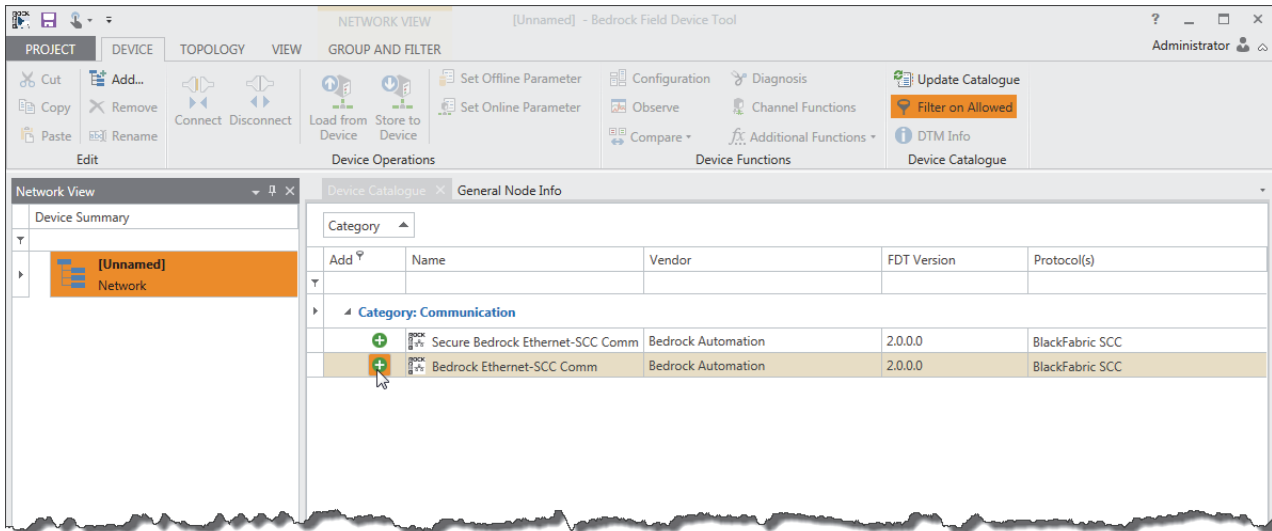 NETWORK VIEW [Unnamed] - Bedrock Field Device Tool ?
PROJECT DEVICE TOPOLOGY VIEW GROUP AND FILTER Administrator
Cut Add... Set Offline Parameter Configuration Diagnosis Update Catalogue
Copy Remove Connect Disconnect Load from Device Store to Device Set Online Parameter Observe Channel Functions Filter on Allowed
Paste Rename Compare fx Additional Functions DTM Info
Edit Device Operations Device Functions Device Catalogue
Network View Device Catalogue General Node Info
Device Summary
Category
Add Name Vendor FDT Version Protocol(s)
[Unnamed]
Network
Category: Communication
Secure Bedrock Ethernet-SCC Comm Bedrock Automation 2.0.0.0 BlackFabric SCC
Bedrock Ethernet-SCC Comm Bedrock Automation 2.0.0.0 BlackFabric SCC